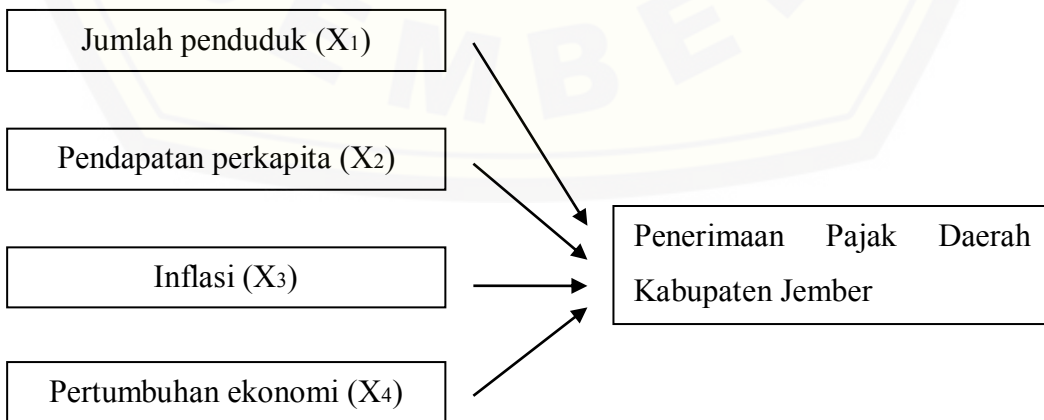 Jumlah penduduk (X1)
Pendapatan perkapita (X2)
Inflasi (X3)
Pertumbuhan ekonomi (X4)
Penerimaan Pajak Daerah
Kabupaten Jember